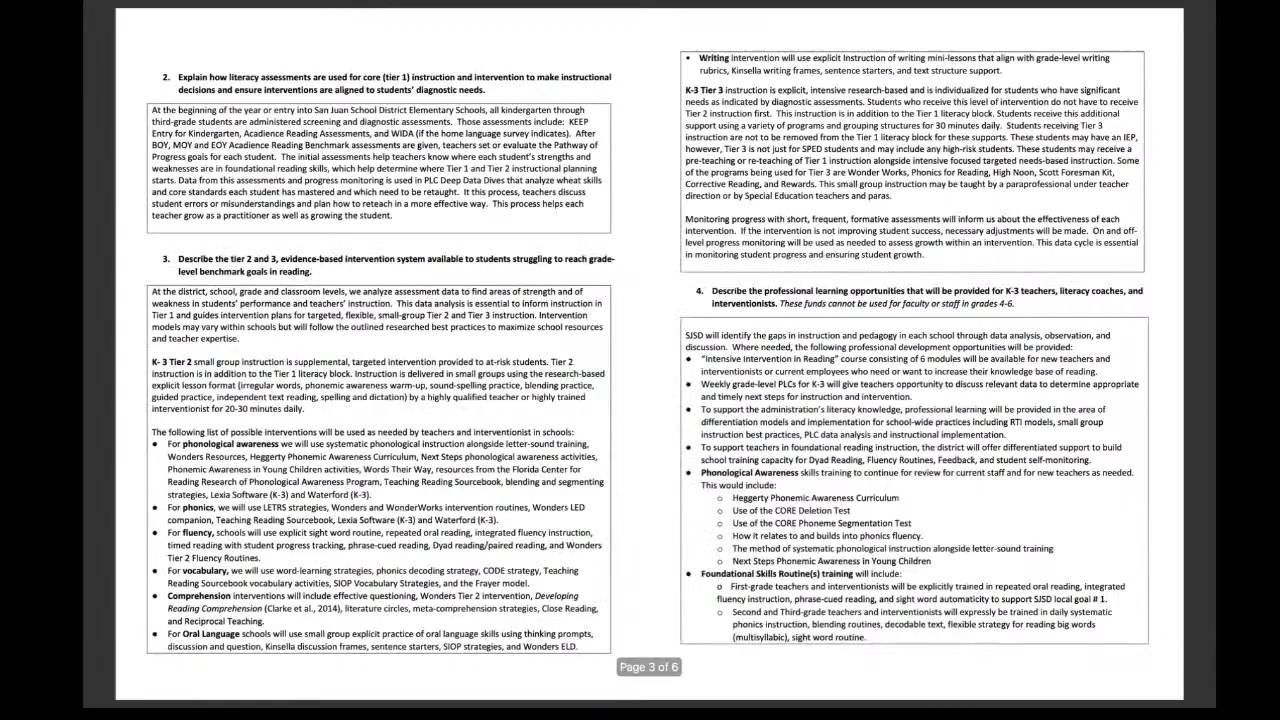 2. Explain how literacy assessments are used for core (tier 1) instruction and intervention to make instructional
decisions and ensure interventions are aligned to students' diagnostic needs.
At the beginning of the year or entry into San Juan School District Elementary Schools, all kindergarten through
third-grade students are administered screening and diagnostic assessments. Those assessments include: KEEP
Entry for Kindergarten, Acadience Reading Assessments, and WIDA (if the home language survey indicates). After
BOY, MOY and EOY Acadience Reading Benchmark assessments are given, teachers set or evaluate the Pathway of
Progress goals for each student. The initial assessments help teachers know where each student's strengths and
weaknesses are in foundational reading skills, which help determine where Tier 1 and Tier 2 instructional planning
starts. Data from this assessments and progress monitoring is used in PLC Deep Data Dives that analyze wheat skills
and core standards each student has mastered and which need to be retaught. It this process, teachers discuss
student errors or misunderstandings and plan how to reteach in a more effective way. This process helps each
teacher grow as a practitioner as well as growing the student.
3. Describe the tier 2 and 3, evidence-based intervention system available to students struggling to reach grade-
level benchmark goals in reading.
At the district, school, grade and classroom levels, we analyze assessment data to find areas of strength and of
weakness in students' performance and teachers' instruction. This data analysis is essential to inform instruction in
Tier 1 and guides intervention plans for targeted, flexible, small-group Tier 2 and Tier 3 instruction. Intervention
models may vary within schools but will follow the outlined researched best practices to maximize school resources
and teacher expertise.
K- 3 Tier 2 small group instruction is supplemental, targeted intervention provided to at-risk students. Tier 2
instruction is in addition to the Tier 1 literacy block. Instruction is delivered in small groups using the research-based
explicit lesson format (irregular words, phonemic awareness warm-up, sound-spelling practice, blending practice,
guided practice, independent text reading, spelling and dictation) by a highly qualified teacher or highly trained
interventionist for 20-30 minutes daily.
The following list of possible interventions will be used as needed by teachers and interventionist in schools:
● For phonological awareness we will use systematic phonological instruction alongside letter-sound training,
Wonders Resources, Heggerty Phonemic Awareness Curriculum, Next Steps phonological awareness activities,
Phonemic Awareness in Young Children activities, Words Their Way, resources from the Florida Center for
Reading Research of Phonological Awareness Program, Teaching Reading Sourcebook, blending and segmenting
strategies, Lexia Software (K-3) and Waterford (K-3).
● For phonics, we will use LETRS strategies, Wonders and WonderWorks intervention routines, Wonders LED
companion, Teaching Reading Sourcebook, Lexia Software (K-3) and Waterford (K-3).
● For fluency, schools will use explicit sight word routine, repeated oral reading, integrated fluency instruction,
timed reading with student progress tracking, phrase-cued reading, Dyad reading/paired reading, and Wonders
Tier 2 Fluency Routines.
● For vocabulary, we will use word-learning strategies, phonics decoding strategy, CODE strategy, Teaching
Reading Sourcebook vocabulary activities, SIOP Vocabulary Strategies, and the Frayer model.
● Comprehension interventions will include effective questioning, Wonders Tier 2 intervention, Developing
Reading Comprehension (Clarke et al., 2014), literature circles, meta-comprehension strategies, Close Reading,
and Reciprocal Teaching.
● For Oral Language schools will use small group explicit practice of oral language skills using thinking prompts,
discussion and question, Kinsella discussion frames, sentence starters, SIOP strategies, and Wonders ELD.
• Writing intervention will use explicit Instruction of writing mini-lessons that align with grade-level writing
rubrics, Kinsella writing frames, sentence starters, and text structure support.
K-3 Tier 3 instruction is explicit, intensive research-based and is individualized for students who have significant
needs as indicated by diagnostic assessments. Students who receive this level of intervention do not have to receive
Tier 2 instruction first. This instruction is in addition to the Tier 1 literacy block. Students receive this additional
support using a variety of programs and grouping structures for 30 minutes daily. Students receiving Tier 3
instruction are not to be removed from the Tier 1 literacy block for these supports. These students may have an IEP,
however, Tier 3 is not just for SPED students and may include any high-risk students. These students may receive a
pre-teaching or re-teaching of Tier 1 instruction alongside intensive focused targeted needs-based instruction. Some
of the programs being used for Tier 3 are Wonder Works, Phonics for Reading, High Noon, Scott Foresman Kit,
Corrective Reading, and Rewards. This small group instruction may be taught by a paraprofessional under teacher
direction or by Special Education teachers and paras.
Monitoring progress with short, frequent, formative assessments will inform us about the effectiveness of each
intervention. If the intervention is not improving student success, necessary adjustments will be made. On and off-
level progress monitoring will be used as needed to assess growth within an intervention. This data cycle is essential
in monitoring student progress and ensuring student growth.
4. Describe the professional learning opportunities that will be provided for K-3 teachers, literacy coaches, and
interventionists. These funds cannot be used for faculty or staff in grades 4-6.
SJSD will identify the gaps in instruction and pedagogy in each school through data analysis, observation, and
discussion. Where needed, the following professional development opportunities will be provided:
● "Intensive Intervention in Reading" course consisting of 6 modules will be available for new teachers and
interventionists or current employees who need or want to increase their knowledge base of reading.
● Weekly grade-level PLCs for K-3 will give teachers opportunity to discuss relevant data to determine appropriate
and timely next steps for instruction and intervention.
● To support the administration's literacy knowledge, professional learning will be provided in the area of
differentiation models and implementation for school-wide practices including RTI models, small group
instruction best practices, PLC data analysis and instructional implementation.
● To support teachers in foundational reading instruction, the district will offer differentiated support to build
school training capacity for Dyad Reading, Fluency Routines, Feedback, and student self-monitoring.
● Phonological Awareness skills training to continue for review for current staff and for new teachers as needed.
This would include:
o Heggerty Phonemic Awareness Curriculum
o Use of the CORE Deletion Test
o Use of the CORE Phoneme Segmentation Test
o How it relates to and builds into phonics fluency.
o The method of systematic phonological instruction alongside letter-sound training
o Next Steps Phonemic Awareness in Young Children
● Foundational Skills Routine(s) training will include:
o First-grade teachers and interventionists will be explicitly trained in repeated oral reading, integrated
fluency instruction, phrase-cued reading, and sight word automaticity to support SJSD local goal # 1.
o Second and Third-grade teachers and interventionists will expressly be trained in daily systematic
phonics instruction, blending routines, decodable text, flexible strategy for reading big words
(multisyllabic), sight word routine.
Page 3 of 6